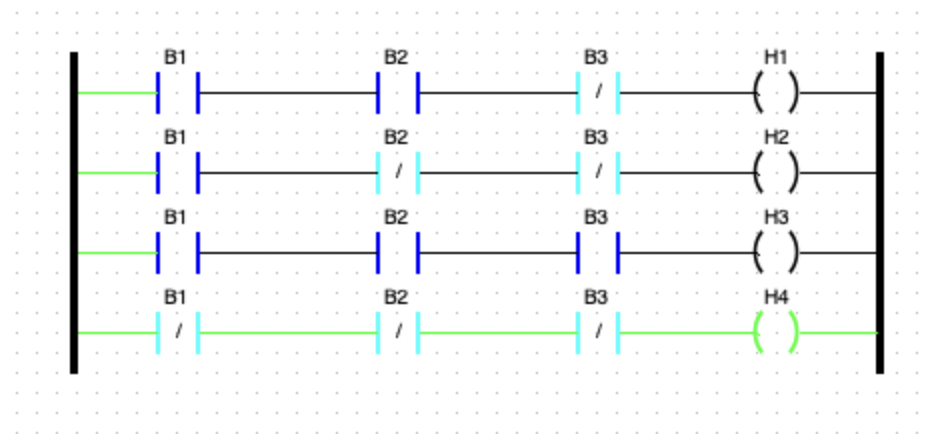 B1 B2 B3 H1
/
B1 B2 B3 H2
/ /
B1 B2 B3 H3
B1 B2 B3 H4
/ / /